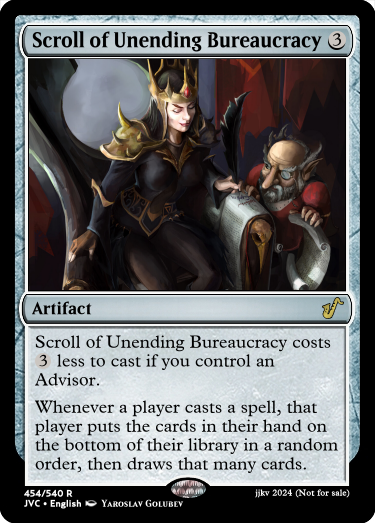 Scroll of Unending Bureaucracy 3
Artifact
Scroll of Unending Bureaucracy costs
3 less to cast if you control an
Advisor.
Whenever a player casts a spell, that
player puts the cards in their hand on
the bottom of their library in a random
order, then draws that many cards.
454/540 R
jjkv 2024 (Not for sale)
JVC • English Yaroslav Golubev